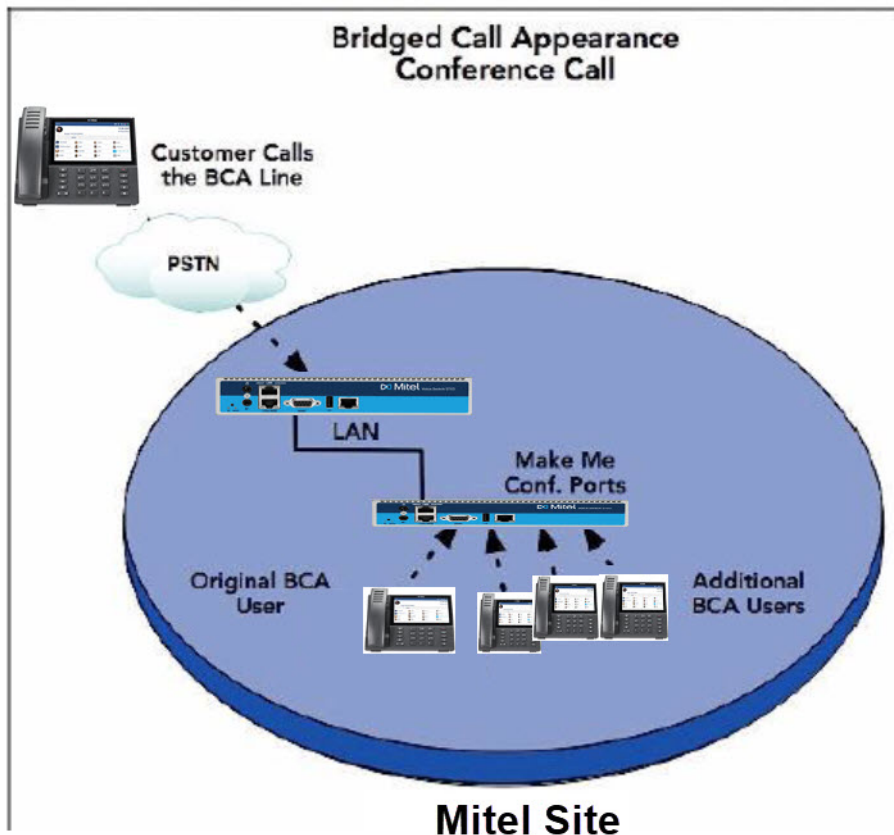 Bridged Call Appearance
Conference Call
Customer Calls
the BCA Line
PSTN
Mitel
LAN
Make Me
Conf. Ports
Mitel
Original BCA
User
Additional
BCA Users
Mitel Site